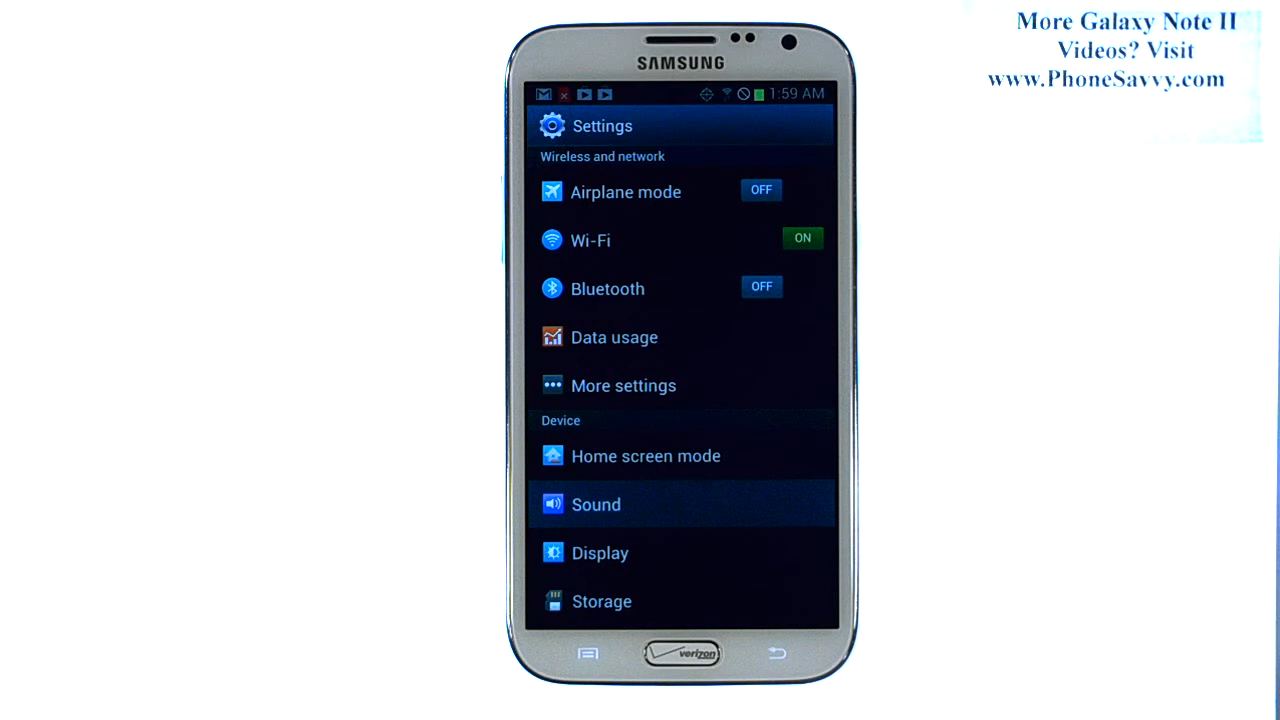 More Galaxy Note II
Videos? Visit
www.PhoneSavvy.com
SAMSUNG
1:59 AM
Settings
Wireless and network
Airplane mode OFF
Wi-Fi ON
Bluetooth OFF
Data usage
More settings
Device
Home screen mode
Sound
Display
Storage
verizon